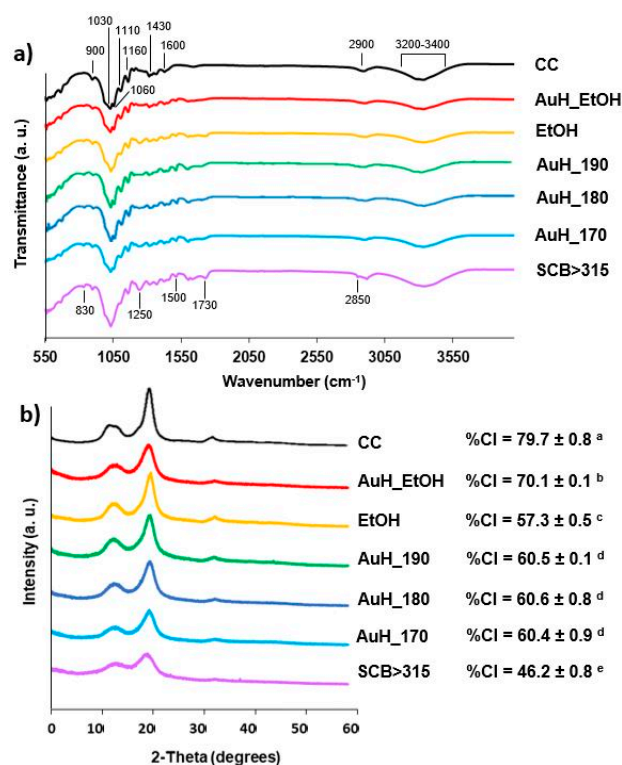 a)
1030
1110
1430
900
1160
1600
1060
2900
3200-3400
CC
AuH_EtOH
EtOH
AuH_190
AuH_180
AuH_170
SCB>315
830
1250
1500
1730
2850
Transmittance (a. u.)
550 1050 1550 2050 2550 3050 3550
Wavenumber (cm⁻¹)
b)
CC %CI = 79.7 ± 0.8 ᵃ
AuH_EtOH %CI = 70.1 ± 0.1 ᵇ
EtOH %CI = 57.3 ± 0.5 ᶜ
AuH_190 %CI = 60.5 ± 0.1 ᵈ
AuH_180 %CI = 60.6 ± 0.8 ᵈ
AuH_170 %CI = 60.4 ± 0.9 ᵈ
SCB>315 %CI = 46.2 ± 0.8 ᵉ
Intensity (a. u.)
0 10 20 30 40 50 60
2-Theta (degrees)